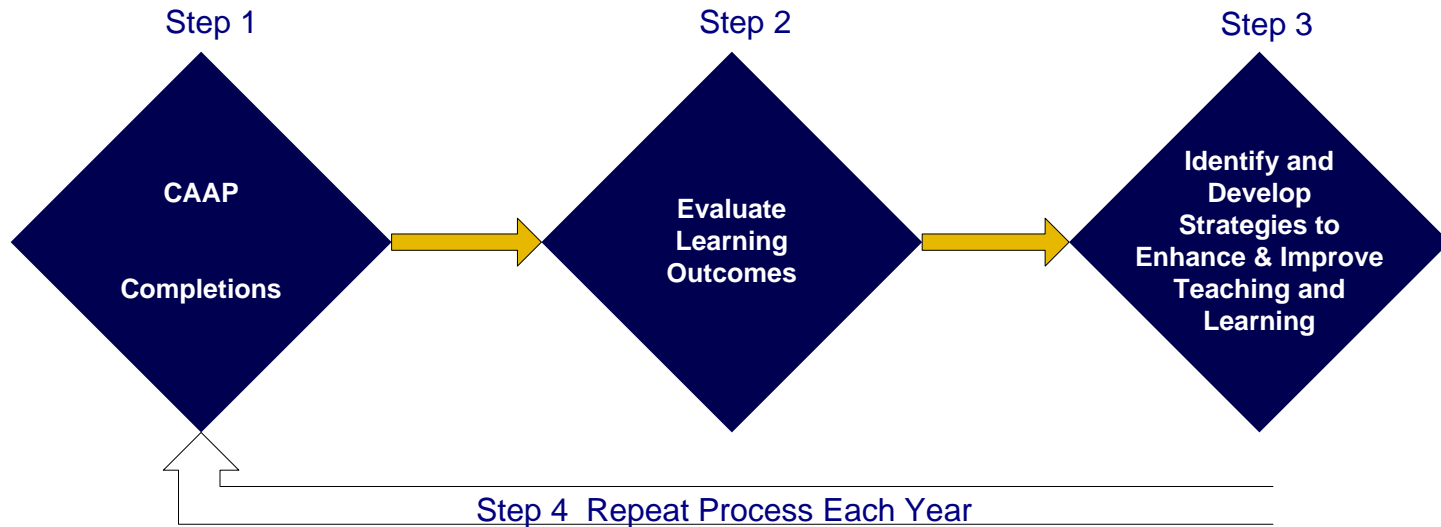 Step 1
Step 2
Step 3
CAAP
Completions
Evaluate
Learning
Outcomes
Identify and
Develop
Strategies to
Enhance & Improve
Teaching and
Learning
Step 4  Repeat Process Each Year